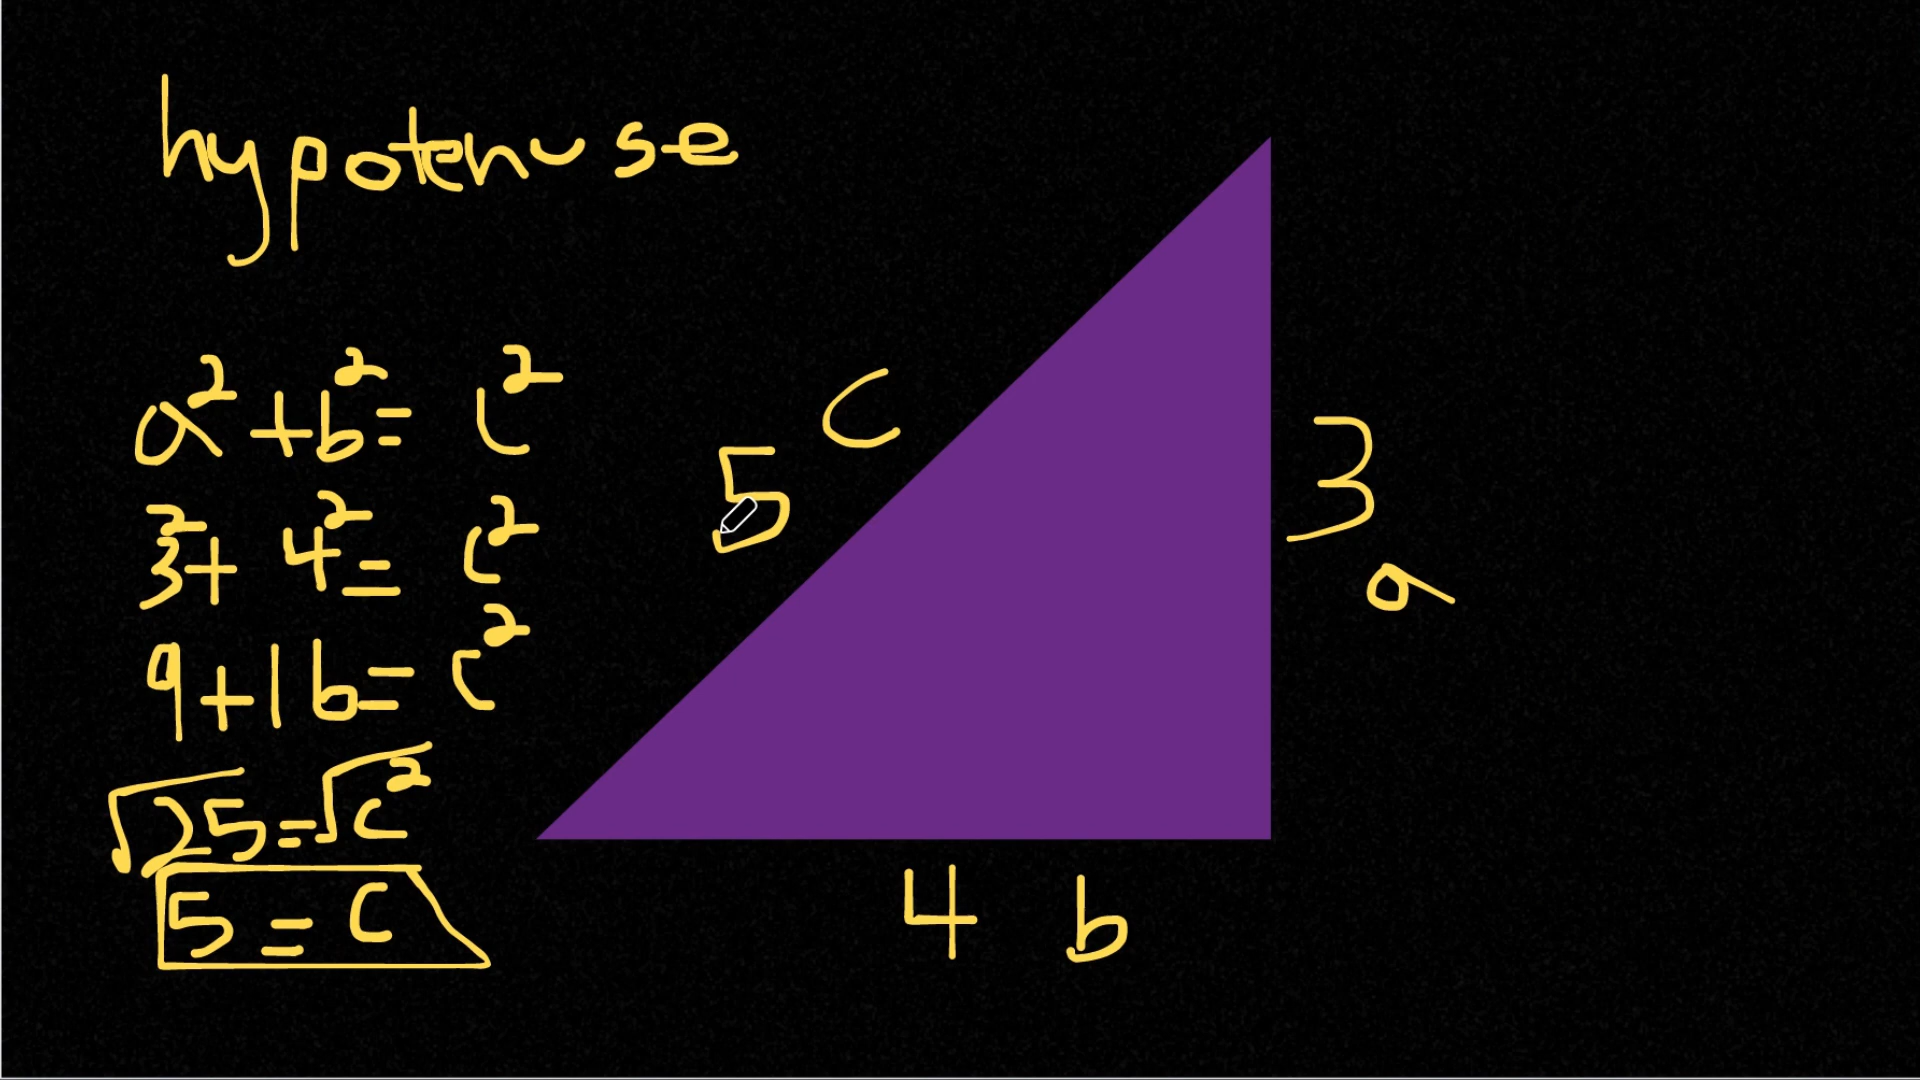 hypotenuse
a²+b²= c²
3²+ 4²= c²
9+16= c²
√25=√c²
5 = c
5 c
3
a
4 b